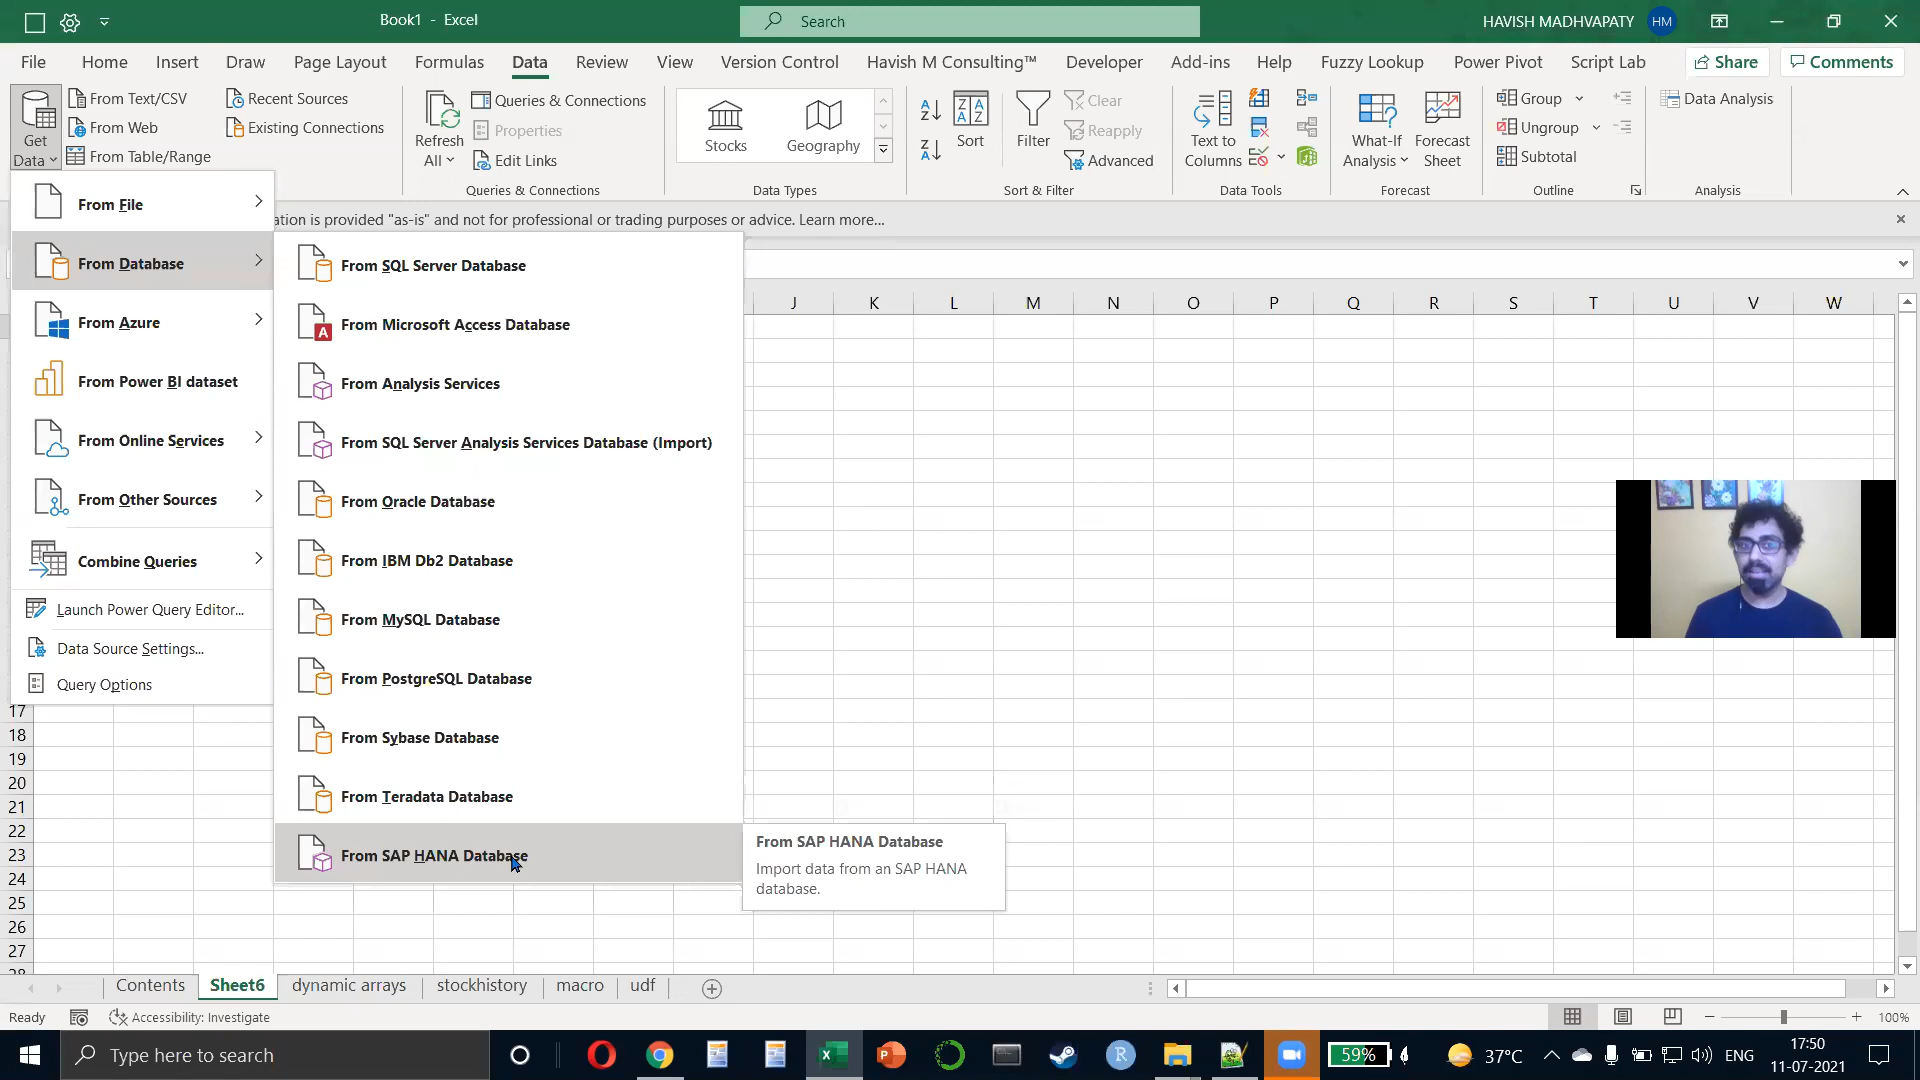 Book1 - Excel
Search
HAVISH MADHVAPATY
HM
File
Home
Insert
Draw
Page Layout
Formulas
Data
Review
View
Version Control
Havish M Consulting™
Developer
Add-ins
Help
Fuzzy Lookup
Power Pivot
Script Lab
Share
Comments
Get
Data
From Text/CSV
From Web
From Table/Range
Recent Sources
Existing Connections
Refresh
All
Queries & Connections
Properties
Edit Links
Queries & Connections
Stocks
Geography
Data Types
Sort
Filter
Clear
Reapply
Advanced
Sort & Filter
Text to
Columns
Data Tools
What-If
Analysis
Forecast
Sheet
Forecast
Group
Ungroup
Subtotal
Outline
Data Analysis
Analysis
ation is provided "as-is" and not for professional or trading purposes or advice. Learn more...
From File
From Database
From Azure
From Power BI dataset
From Online Services
From Other Sources
Combine Queries
Launch Power Query Editor...
Data Source Settings...
Query Options
From SQL Server Database
From Microsoft Access Database
From Analysis Services
From SQL Server Analysis Services Database (Import)
From Oracle Database
From IBM Db2 Database
From MySQL Database
From PostgreSQL Database
From Sybase Database
From Teradata Database
From SAP HANA Database
From SAP HANA Database
Import data from an SAP HANA
database.
J K L M N O P Q R S T U V W
17
18
19
20
21
22
23
24
25
26
27
28
Contents
Sheet6
dynamic arrays
stockhistory
macro
udf
Ready
Accessibility: Investigate
100%
Type here to search
59%
37°C
ENG
17:50
11-07-2021